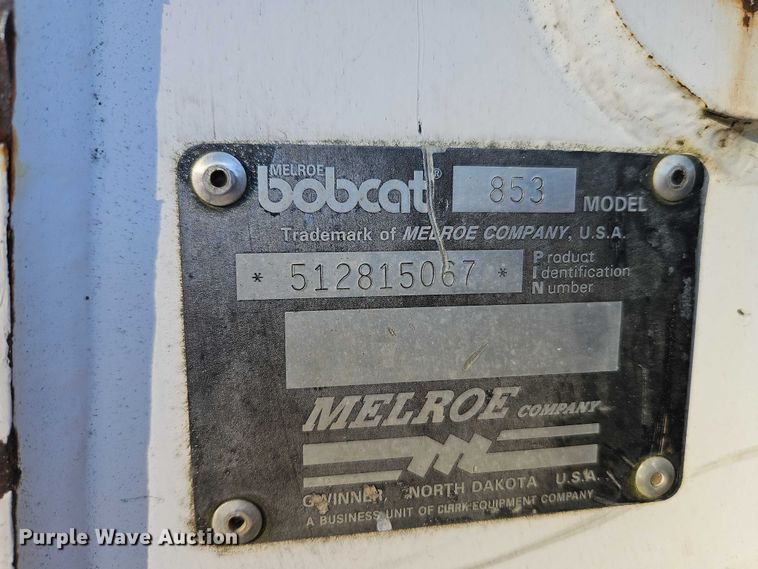 MELROE
bobcat® 853 MODEL
Trademark of MELROE COMPANY, U.S.A.
* 512815067 * Product Identification Number
MELROE COMPANY
GWINNER, NORTH DAKOTA U.S.A.
A BUSINESS UNIT OF CLARK EQUIPMENT COMPANY
Purple Wave Auction